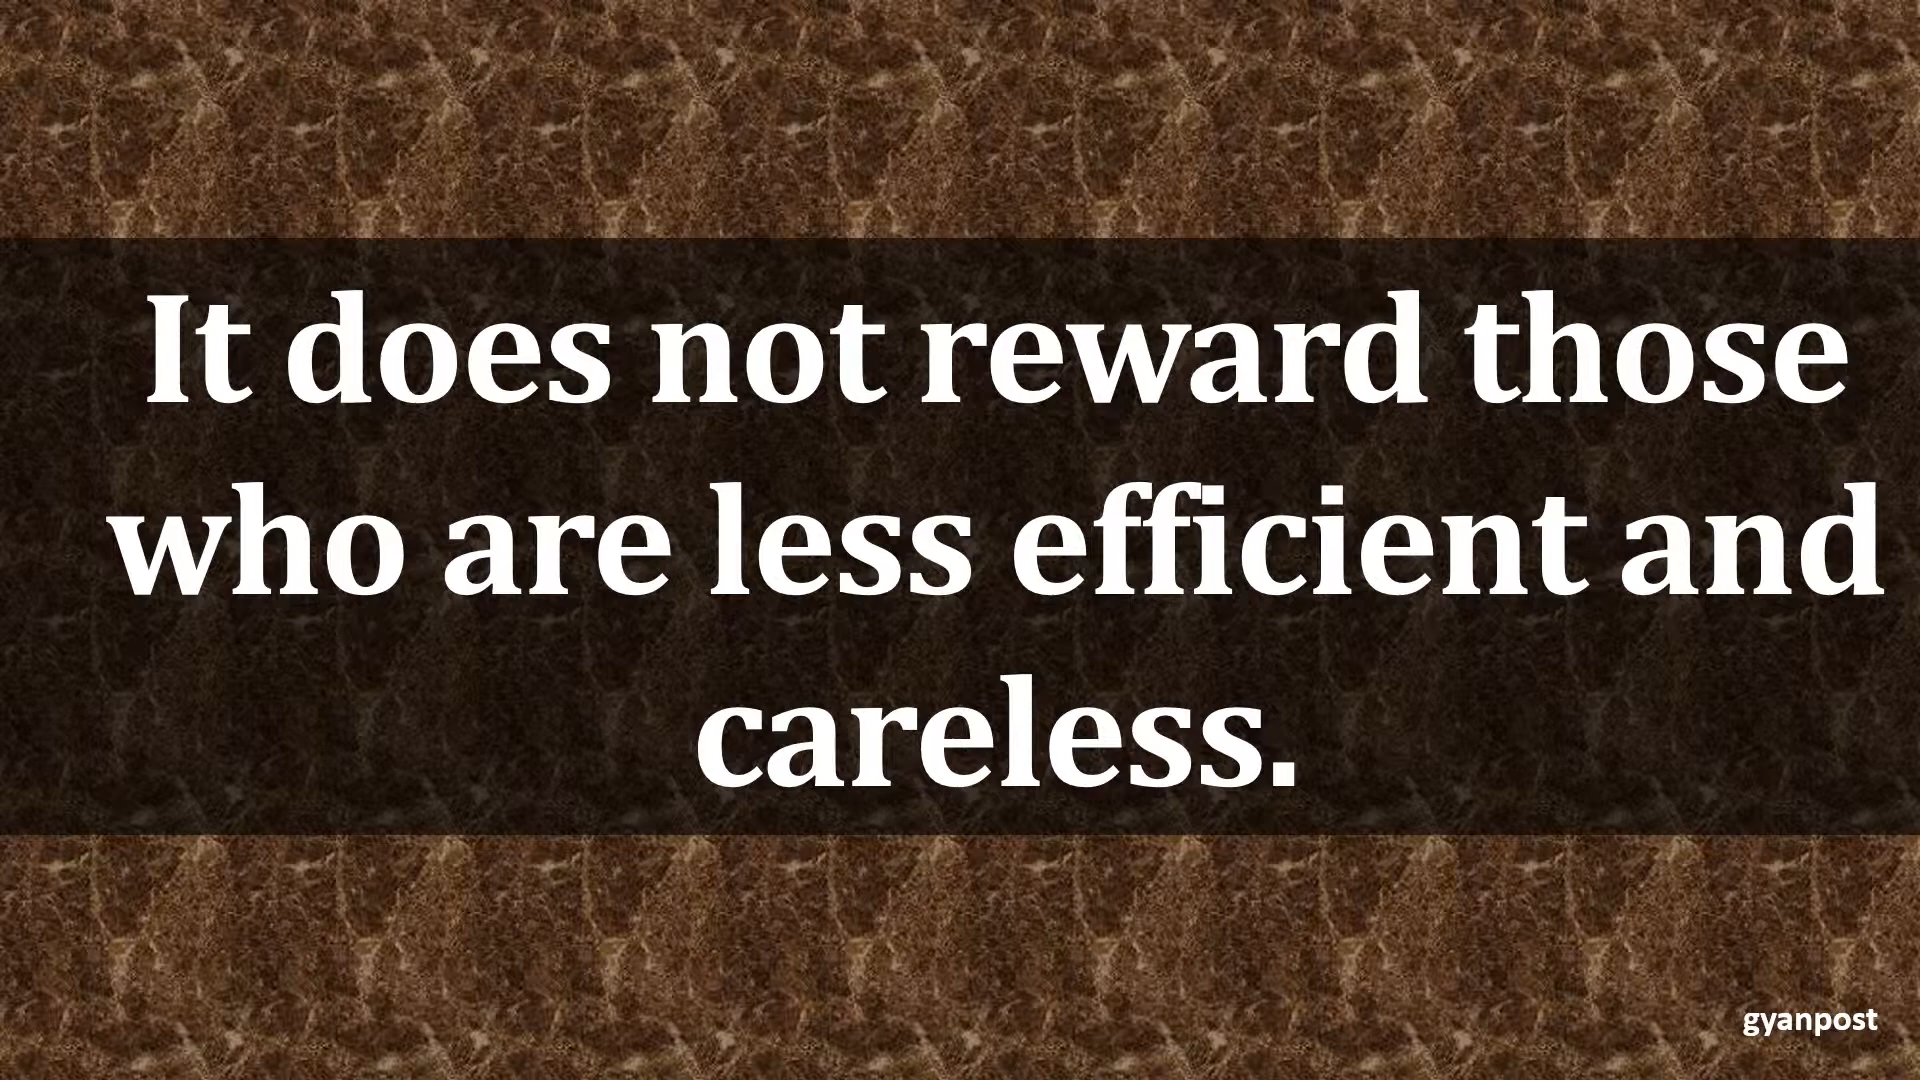 It does not reward those
who are less efficient and
careless.
gyanpost